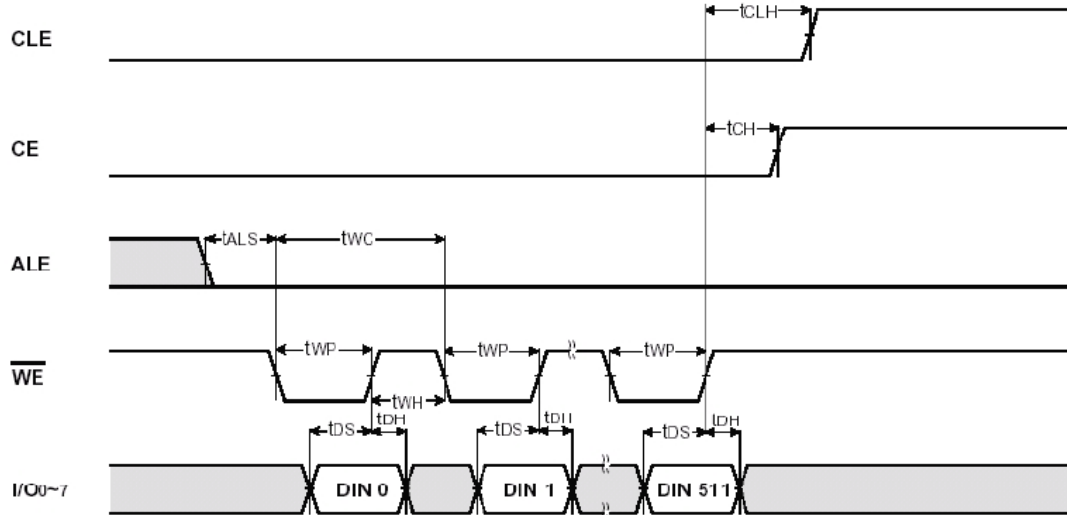 CLE
tCLH
CE
tCH
ALE
tALS
tWC
WE
tWP
tWP
tWP
tWH
tDS
tDH
tDS
tDH
tDS
tDH
I/O0~7
DIN 0
DIN 1
DIN 511